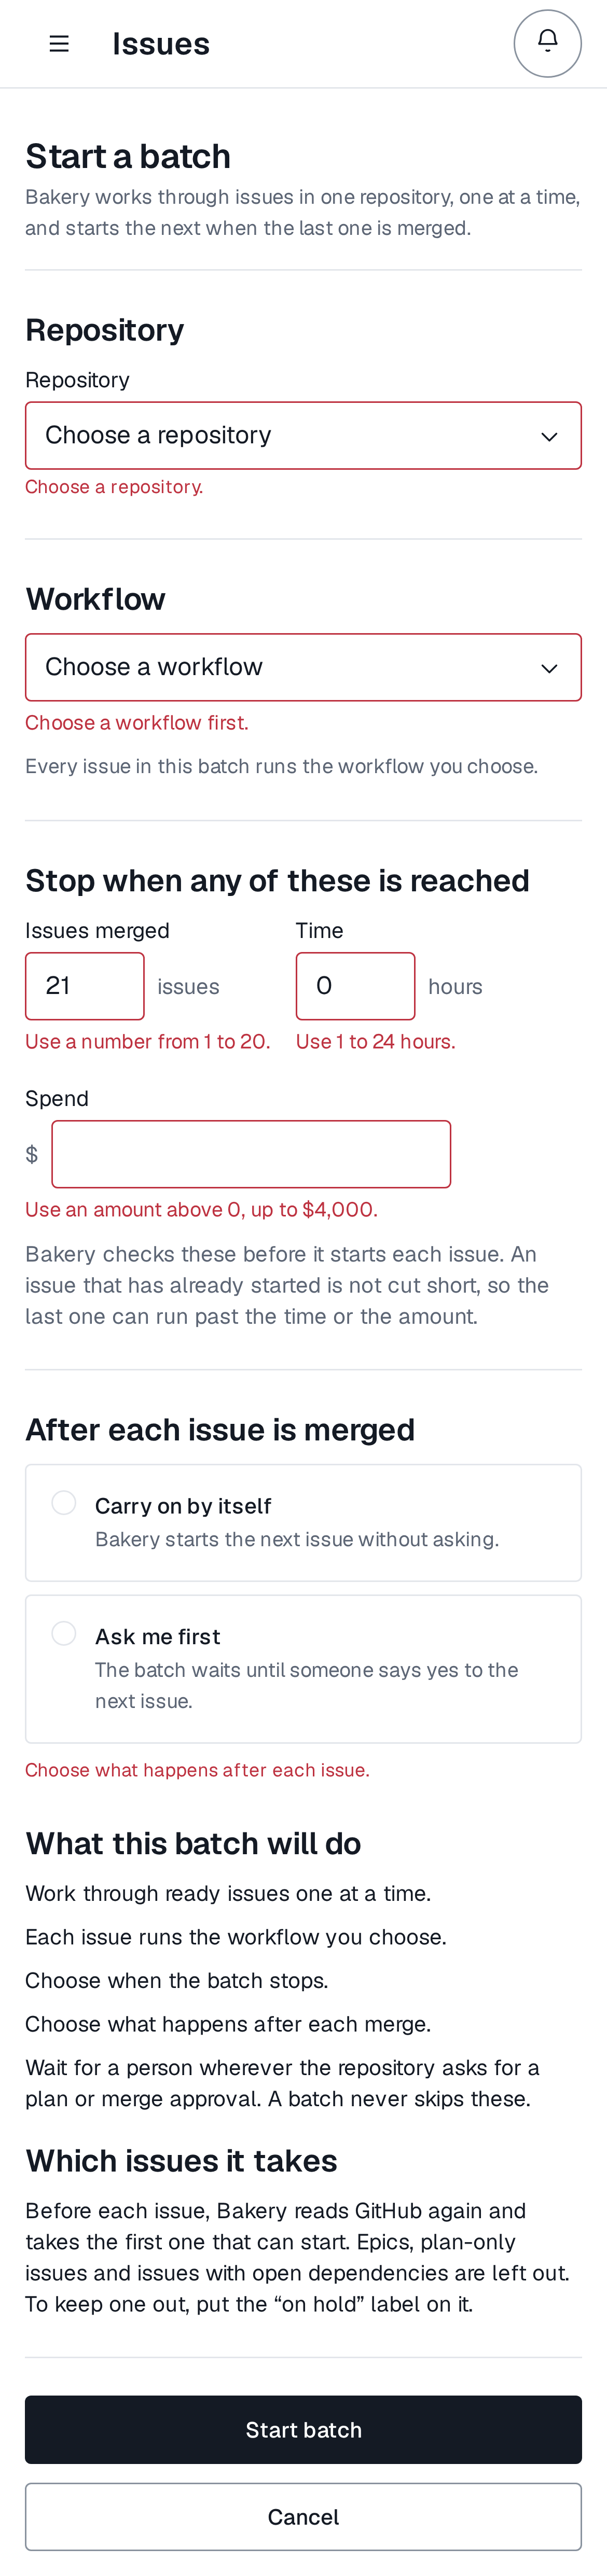 Issues
Start a batch
Bakery works through issues in one repository, one at a time,
and starts the next when the last one is merged.
Repository
Repository
Choose a repository
Choose a repository.
Workflow
Choose a workflow
Choose a workflow first.
Every issue in this batch runs the workflow you choose.
Stop when any of these is reached
Issues merged
21 issues
Use a number from 1 to 20.
Time
0 hours
Use 1 to 24 hours.
Spend
$
Use an amount above 0, up to $4,000.
Bakery checks these before it starts each issue. An
issue that has already started is not cut short, so the
last one can run past the time or the amount.
After each issue is merged
Carry on by itself
Bakery starts the next issue without asking.
Ask me first
The batch waits until someone says yes to the
next issue.
Choose what happens after each issue.
What this batch will do
Work through ready issues one at a time.
Each issue runs the workflow you choose.
Choose when the batch stops.
Choose what happens after each merge.
Wait for a person wherever the repository asks for a
plan or merge approval. A batch never skips these.
Which issues it takes
Before each issue, Bakery reads GitHub again and
takes the first one that can start. Epics, plan-only
issues and issues with open dependencies are left out.
To keep one out, put the “on hold” label on it.
Start batch
Cancel